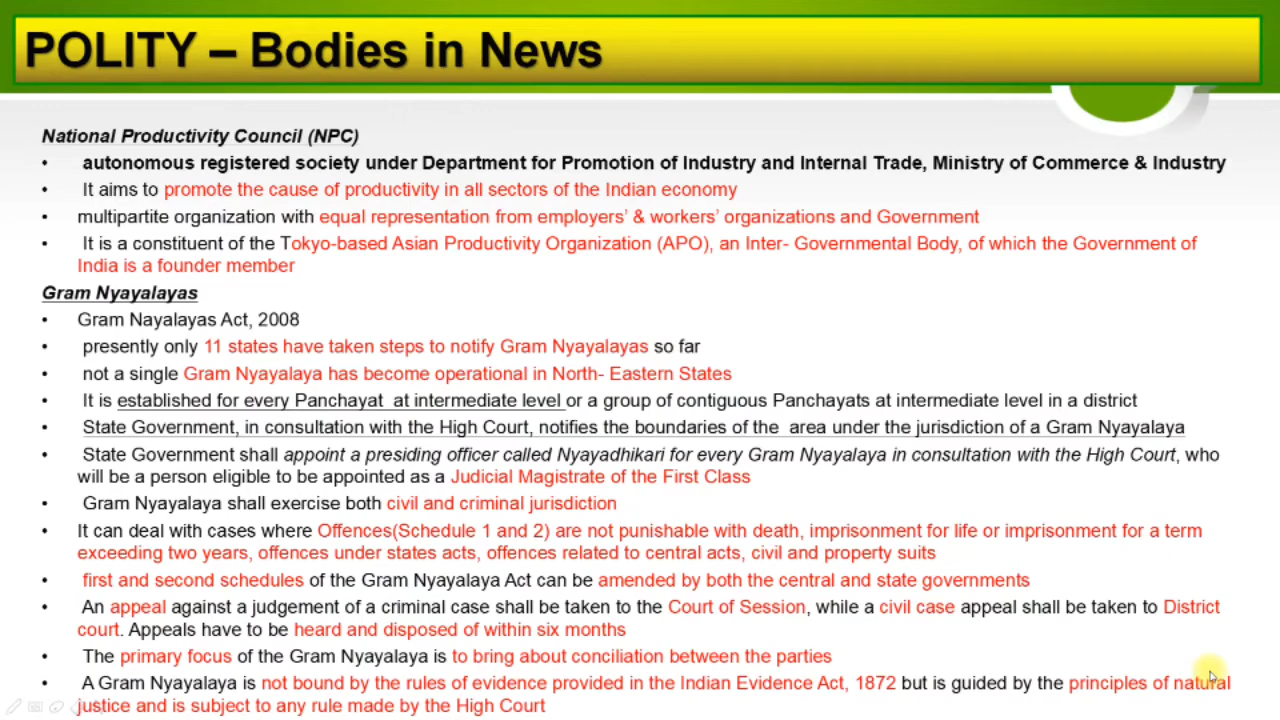 POLITY – Bodies in News
National Productivity Council (NPC)
• autonomous registered society under Department for Promotion of Industry and Internal Trade, Ministry of Commerce & Industry
• It aims to promote the cause of productivity in all sectors of the Indian economy
• multipartite organization with equal representation from employers' & workers' organizations and Government
• It is a constituent of the Tokyo-based Asian Productivity Organization (APO), an Inter- Governmental Body, of which the Government of
India is a founder member
Gram Nyayalayas
• Gram Nayalayas Act, 2008
• presently only 11 states have taken steps to notify Gram Nyayalayas so far
• not a single Gram Nyayalaya has become operational in North- Eastern States
• It is established for every Panchayat at intermediate level or a group of contiguous Panchayats at intermediate level in a district
• State Government, in consultation with the High Court, notifies the boundaries of the area under the jurisdiction of a Gram Nyayalaya
• State Government shall appoint a presiding officer called Nyayadhikari for every Gram Nyayalaya in consultation with the High Court, who
will be a person eligible to be appointed as a Judicial Magistrate of the First Class
• Gram Nyayalaya shall exercise both civil and criminal jurisdiction
• It can deal with cases where Offences(Schedule 1 and 2) are not punishable with death, imprisonment for life or imprisonment for a term
exceeding two years, offences under states acts, offences related to central acts, civil and property suits
• first and second schedules of the Gram Nyayalaya Act can be amended by both the central and state governments
• An appeal against a judgement of a criminal case shall be taken to the Court of Session, while a civil case appeal shall be taken to District
court. Appeals have to be heard and disposed of within six months
• The primary focus of the Gram Nyayalaya is to bring about conciliation between the parties
• A Gram Nyayalaya is not bound by the rules of evidence provided in the Indian Evidence Act, 1872 but is guided by the principles of natural
justice and is subject to any rule made by the High Court